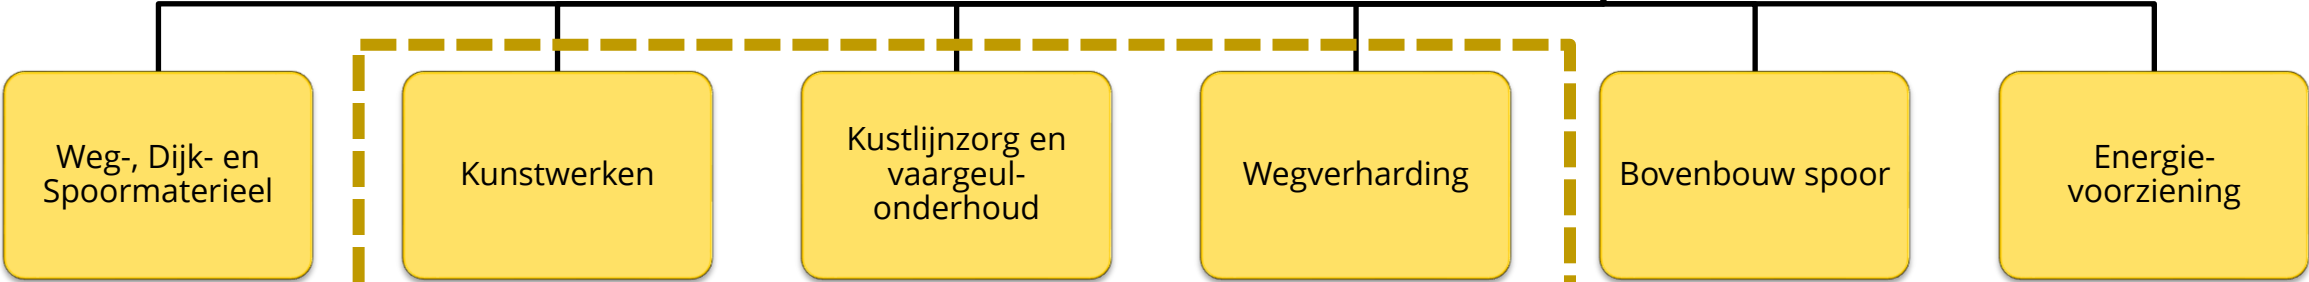 Weg-, Dijk- en
Spoormaterieel
Kunstwerken
Kustlijnzorg en
vaargeul-
onderhoud
Wegverharding
Bovenbouw spoor
Energie-
voorziening